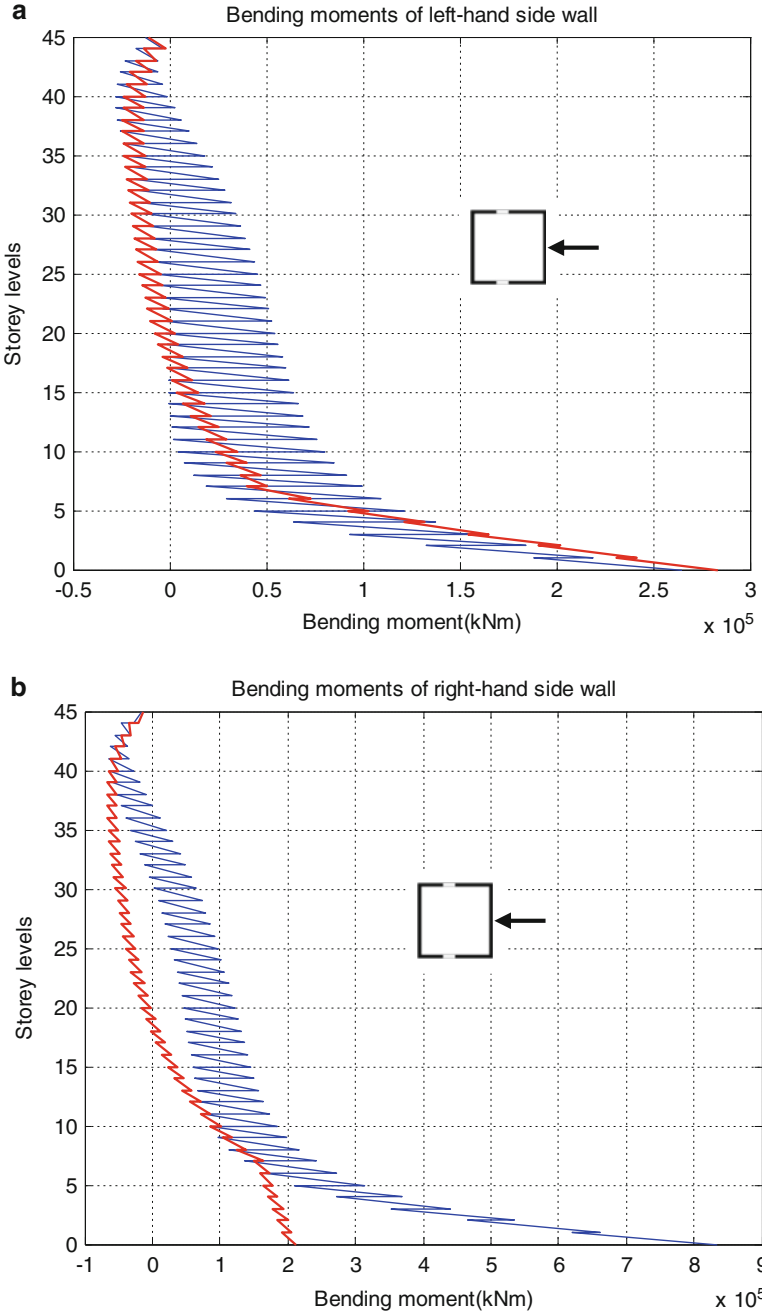 a
Bending moments of left-hand side wall
45
40
35
30
25
20
15
10
5
0
Storey levels
-0.5 0 0.5 1 1.5 2 2.5 3
Bending moment(kNm)
x 10^5
b
Bending moments of right-hand side wall
45
40
35
30
25
20
15
10
5
0
Storey levels
-1 0 1 2 3 4 5 6 7 8 9
Bending moment(kNm)
x 10^5